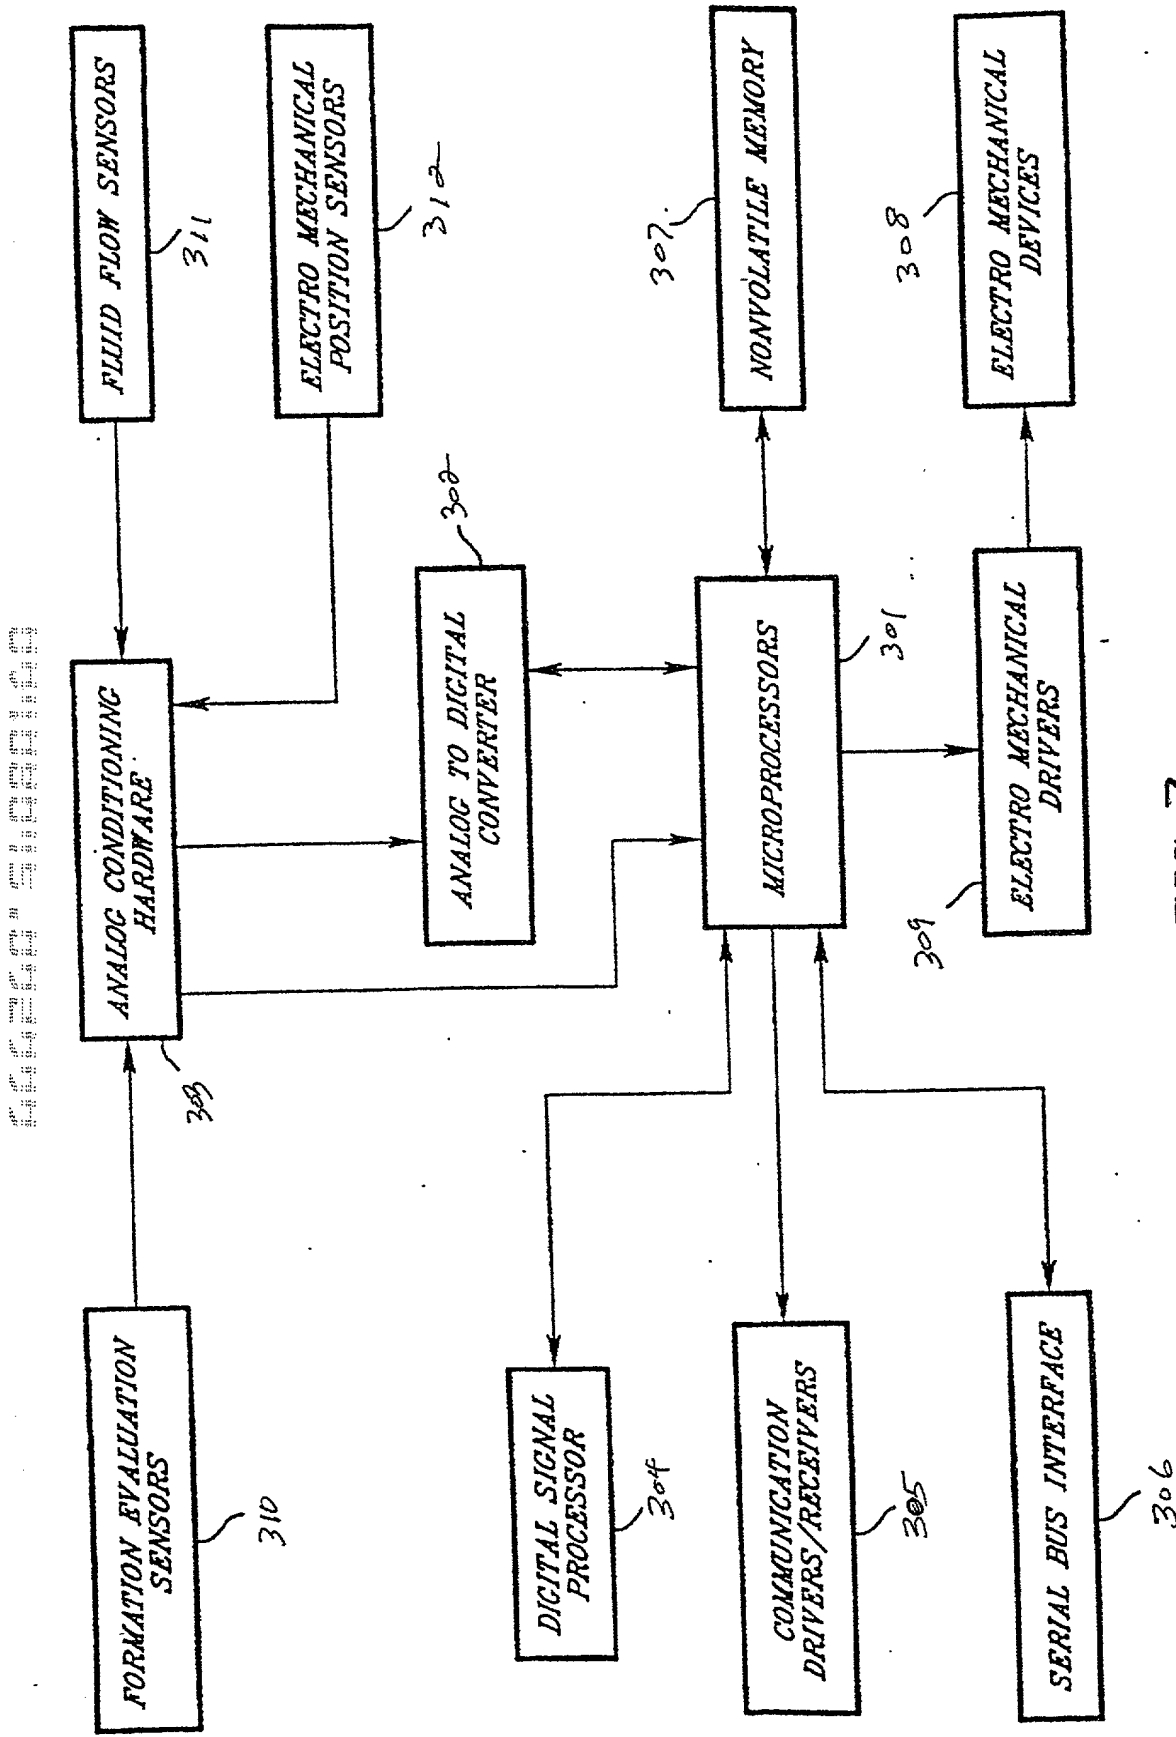 FORMATION EVALUATION
SENSORS
310
ANALOG CONDITIONING
HARDWARE
303
FLUID FLOW SENSORS
311
ELECTRO MECHANICAL
POSITION SENSORS
312
ANALOG TO DIGITAL
CONVERTER
302
DIGITAL SIGNAL
PROCESSOR
304
MICROPROCESSORS
301
NONVOLATILE MEMORY
307
COMMUNICATION
DRIVERS/RECEIVERS
305
SERIAL BUS INTERFACE
306
ELECTRO MECHANICAL
DRIVERS
309
ELECTRO MECHANICAL
DEVICES
308